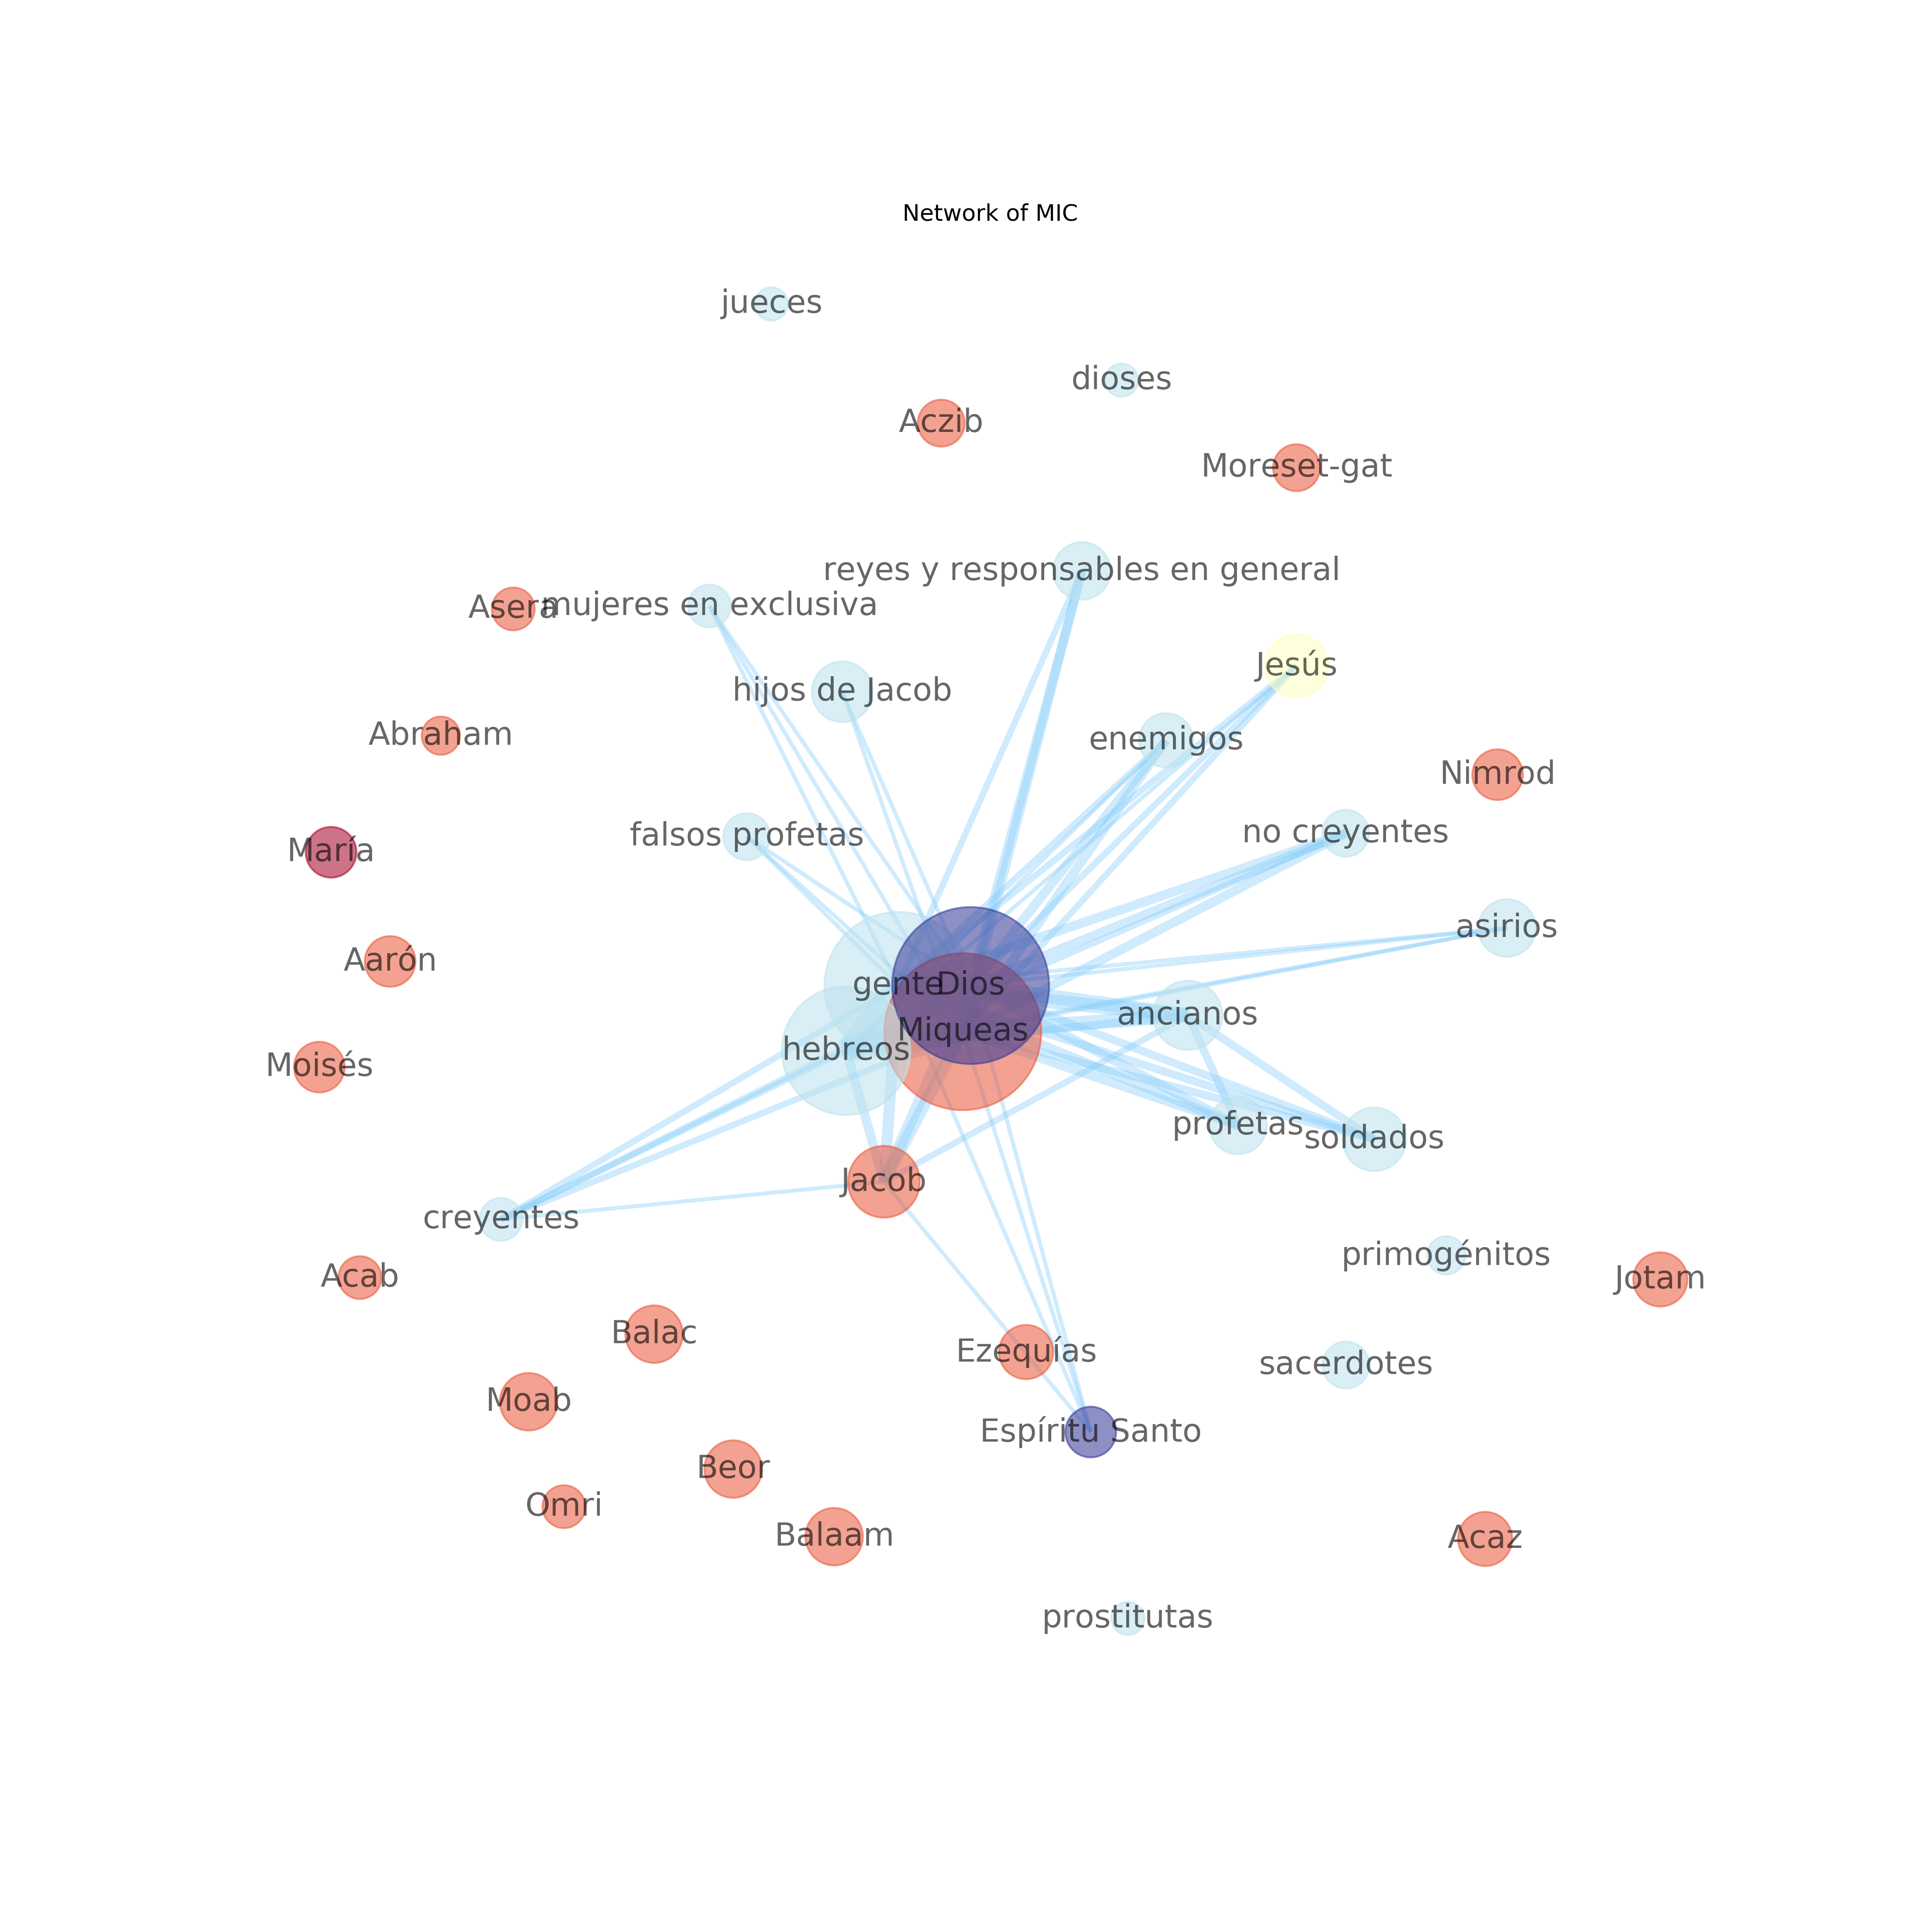 Network of MIC
jueces
dioses
Aczib
Moreset-gat
reyes y responsables en general
Asera
mujeres en exclusiva
Jesús
hijos de Jacob
Abraham
enemigos
Nimrod
falsos profetas
no creyentes
María
asirios
Aarón
gente
Dios
ancianos
Miqueas
hebreos
Moisés
profetas
soldados
Jacob
creyentes
primogénitos
Acab
Jotam
Balac
Ezequías
sacerdotes
Moab
Espíritu Santo
Beor
Omri
Balaam
Acaz
prostitutas